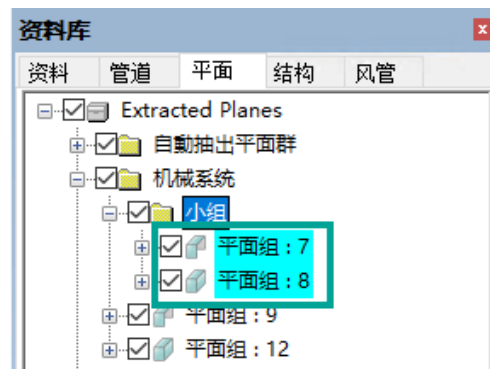 资料库
资料 管道 平面 结构 风管
Extracted Planes
自動抽出平面群
机械系统
小组
平面组：7
平面组：8
平面组：9
平面组：12